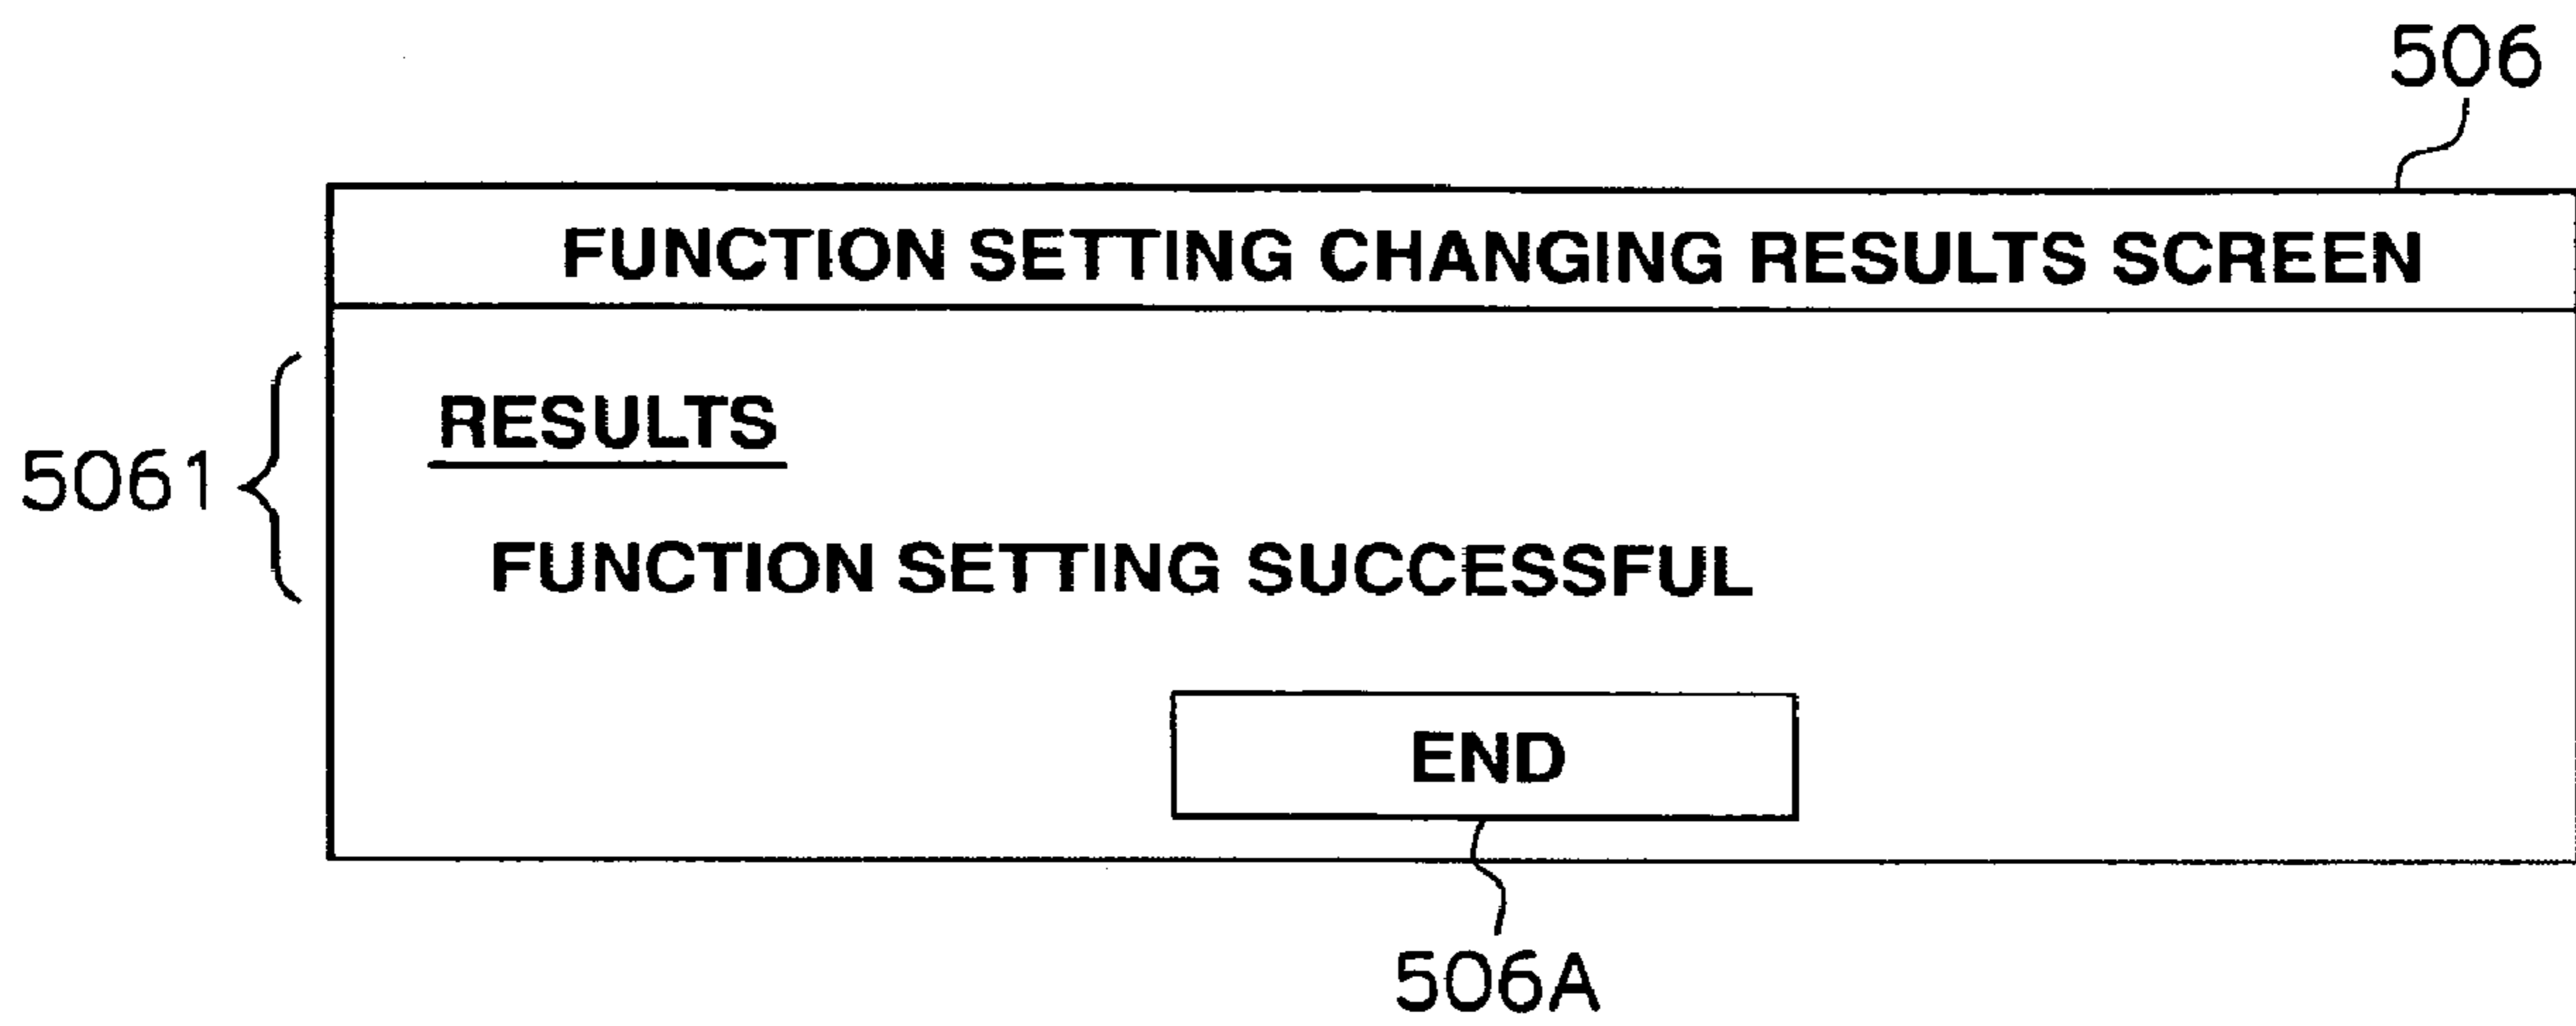 506
FUNCTION SETTING CHANGING RESULTS SCREEN
RESULTS
5061
FUNCTION SETTING SUCCESSFUL
END
506A